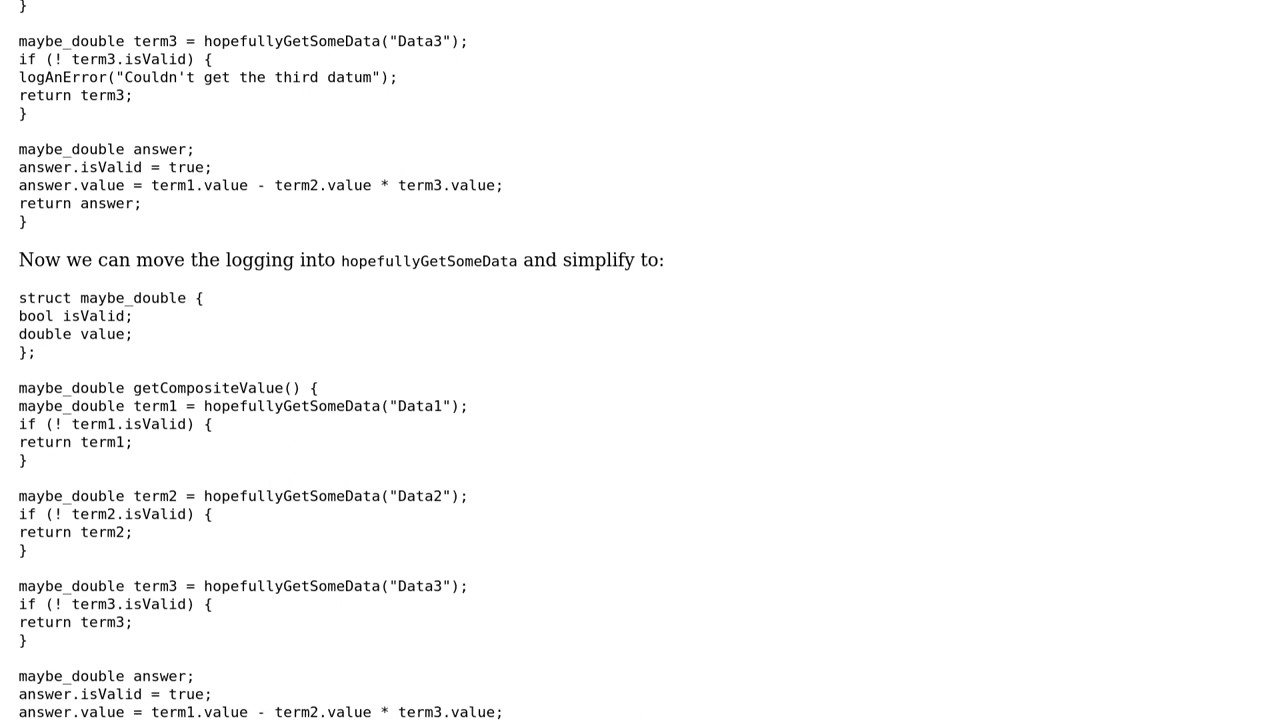 }
maybe_double term3 = hopefullyGetSomeData("Data3");
if (! term3.isValid) {
logAnError("Couldn't get the third datum");
return term3;
}
maybe_double answer;
answer.isValid = true;
answer.value = term1.value - term2.value * term3.value;
return answer;
}
Now we can move the logging into hopefullyGetSomeData and simplify to:
struct maybe_double {
bool isValid;
double value;
};
maybe_double getCompositeValue() {
maybe_double term1 = hopefullyGetSomeData("Data1");
if (! term1.isValid) {
return term1;
}
maybe_double term2 = hopefullyGetSomeData("Data2");
if (! term2.isValid) {
return term2;
}
maybe_double term3 = hopefullyGetSomeData("Data3");
if (! term3.isValid) {
return term3;
}
maybe_double answer;
answer.isValid = true;
answer.value = term1.value - term2.value * term3.value;